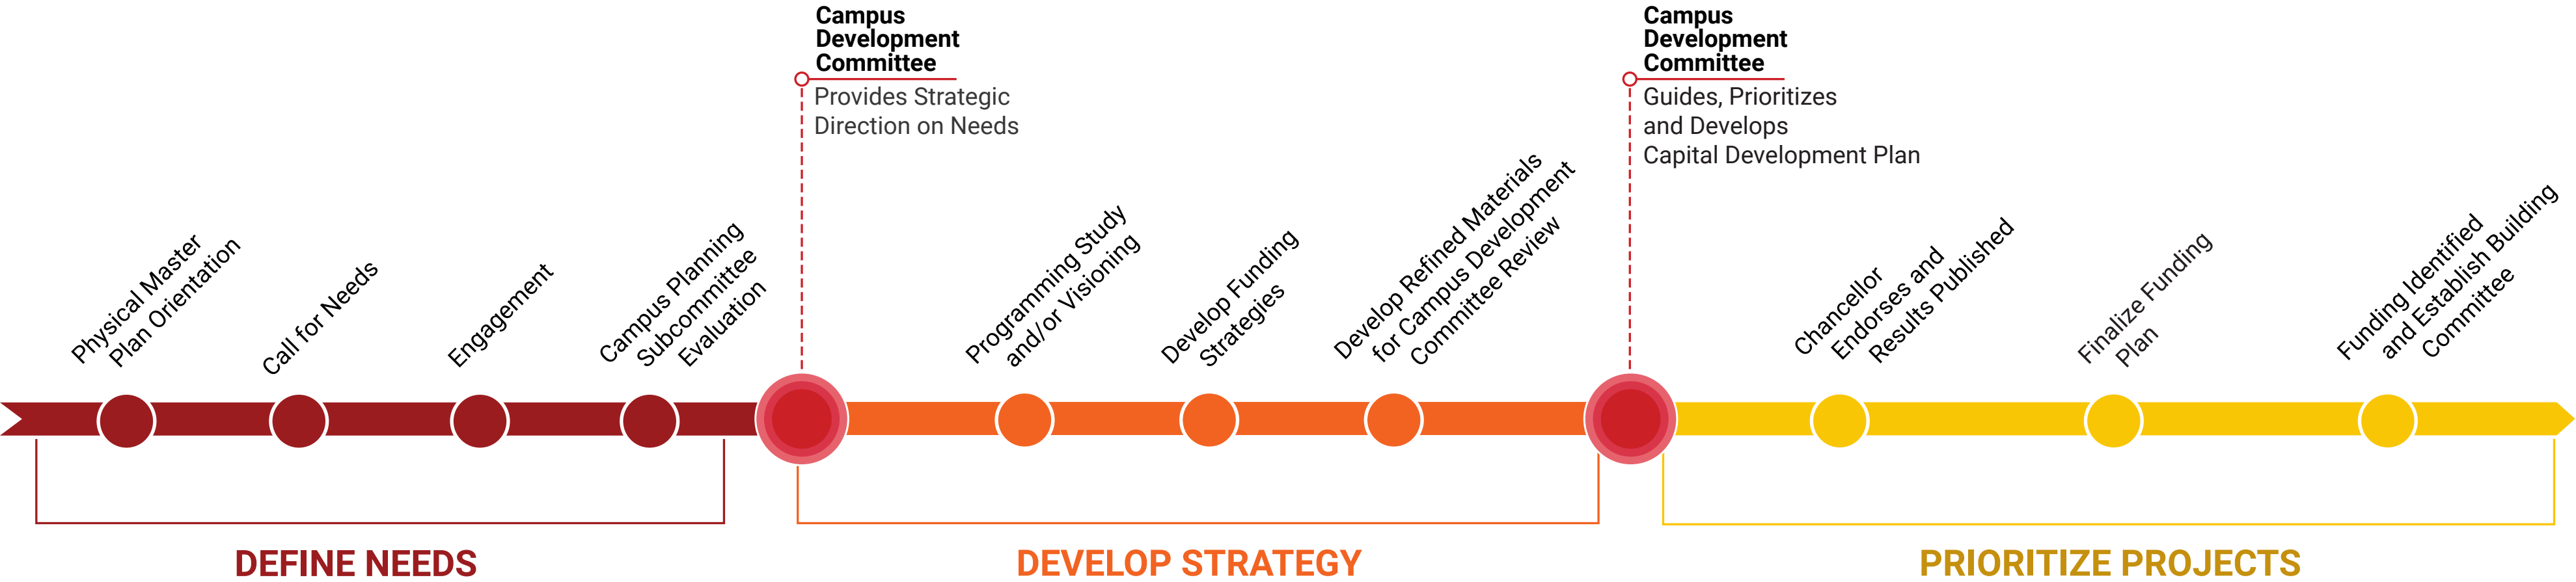 Campus
Development
Committee
Provides Strategic
Direction on Needs
Campus
Development
Committee
Guides, Prioritizes
and Develops
Capital Development Plan
Physical Master
Plan Orientation
Call for Needs
Engagement
Campus Planning
Subcommittee
Evaluation
Programming Study
and/or Visioning
Develop Funding
Strategies
Develop Refined Materials
for Campus Development
Committee Review
Chancellor
Endorses and
Results Published
Finalize Funding
Plan
Funding Identified
and Establish Building
Committee
DEFINE NEEDS
DEVELOP STRATEGY
PRIORITIZE PROJECTS